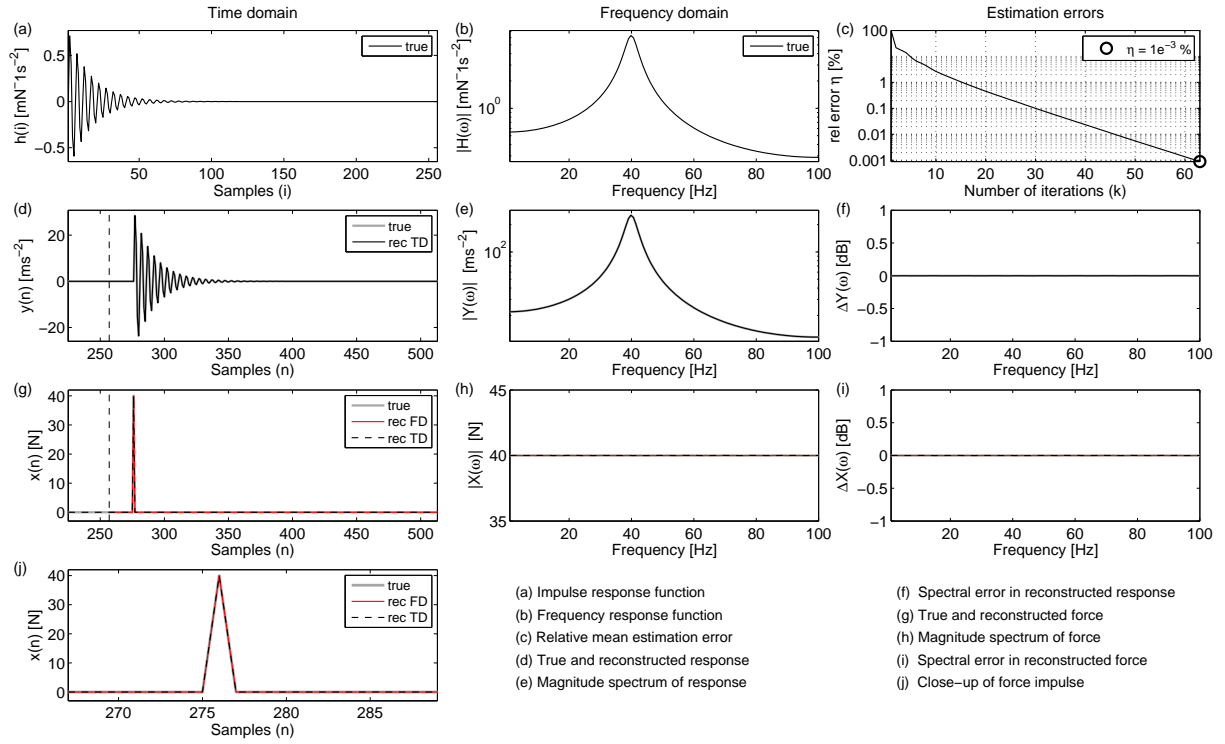 Time domain
Frequency domain
Estimation errors
(a)
0.5
0
−0.5
h(i) [mN⁻1s⁻²]
true
50
100
150
200
250
Samples (i)
(b)
10⁰
|H(ω)| [mN⁻1s⁻²]
true
20
40
60
80
100
Frequency [Hz]
(c)
100
1
0.1
0.01
0.001
rel error η [%]
η = 1e⁻³ %
10
20
30
40
50
60
Number of iterations (k)
(d)
20
0
−20
y(n) [ms⁻²]
true
rec TD
250
300
350
400
450
500
Samples (n)
(e)
10²
|Y(ω)| [ms⁻²]
20
40
60
80
100
Frequency [Hz]
(f)
1
0.5
0
−0.5
−1
ΔY(ω) [dB]
20
40
60
80
100
Frequency [Hz]
(g)
40
30
20
10
0
x(n) [N]
true
rec FD
rec TD
250
300
350
400
450
500
Samples (n)
(h)
45
40
35
|X(ω)| [N]
20
40
60
80
100
Frequency [Hz]
(i)
1
0.5
0
−0.5
−1
ΔX(ω) [dB]
20
40
60
80
100
Frequency [Hz]
(j)
40
30
20
10
0
x(n) [N]
true
rec FD
rec TD
270
275
280
285
Samples (n)
(a) Impulse response function
(b) Frequency response function
(c) Relative mean estimation error
(d) True and reconstructed response
(e) Magnitude spectrum of response
(f) Spectral error in reconstructed response
(g) True and reconstructed force
(h) Magnitude spectrum of force
(i) Spectral error in reconstructed force
(j) Close−up of force impulse